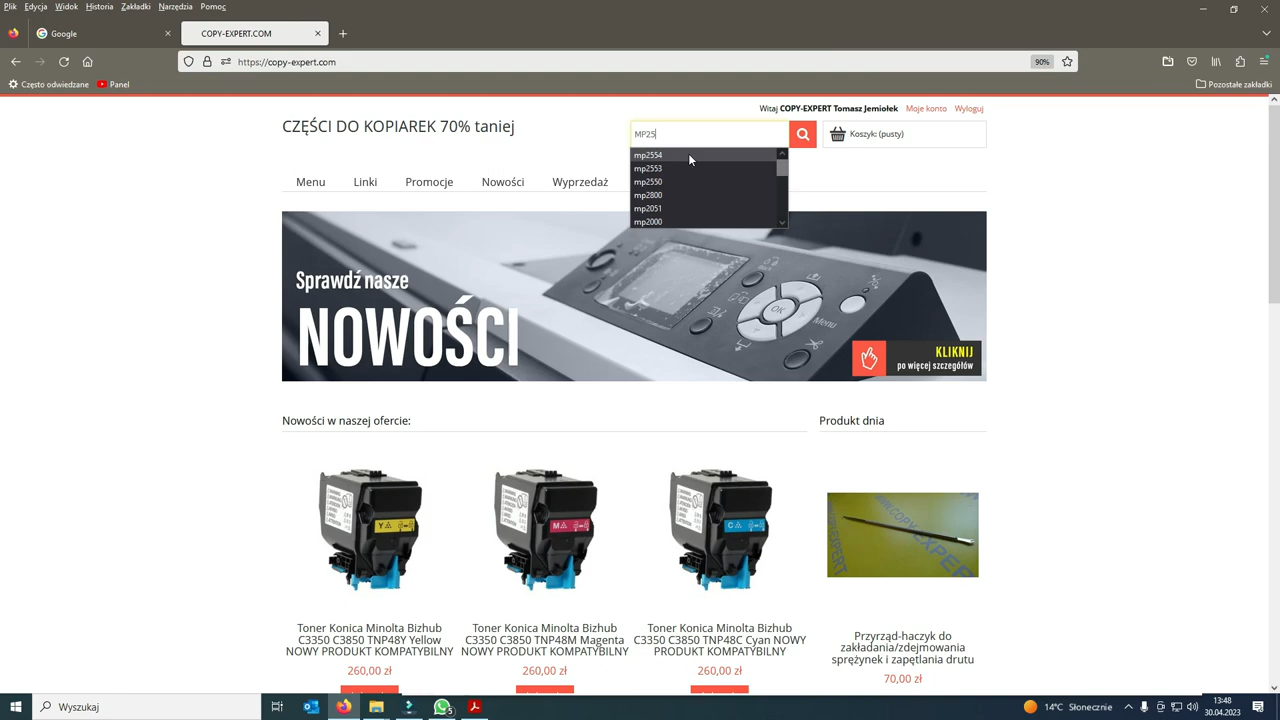 Plik Edycja Widok Historia Zakładki Narzędzia Pomoc
Google
COPY-EXPERT.COM
https://copy-expert.com
90%
Często odwiedzane
Panel
Pozostałe zakładki
Witaj COPY-EXPERT Tomasz Jemiołek Moje konto Wyloguj
CZĘŚCI DO KOPIAREK 70% taniej
MP25
Koszyk: (pusty)
mp2554
mp2553
mp2550
mp2800
mp2051
mp2000
Menu Linki Promocje Nowości Wyprzedaż
Sprawdź nasze
NOWOŚCI
OK
Menu
KLIKNIJ
po więcej szczegółów
Nowości w naszej ofercie:
Produkt dnia
Y
M
C
COPY-EXPERT
Toner Konica Minolta Bizhub
C3350 C3850 TNP48Y Yellow
NOWY PRODUKT KOMPATYBILNY
260,00 zł
Toner Konica Minolta Bizhub
C3350 C3850 TNP48M Magenta
NOWY PRODUKT KOMPATYBILNY
260,00 zł
Toner Konica Minolta Bizhub
C3350 C3850 TNP48C Cyan NOWY
PRODUKT KOMPATYBILNY
260,00 zł
Przyrząd-haczyk do
zakładania/zdejmowania
sprężynek i zapętlania drutu
70,00 zł
Wyszukaj
5
14°C Słonecznie
13:48
30.04.2023